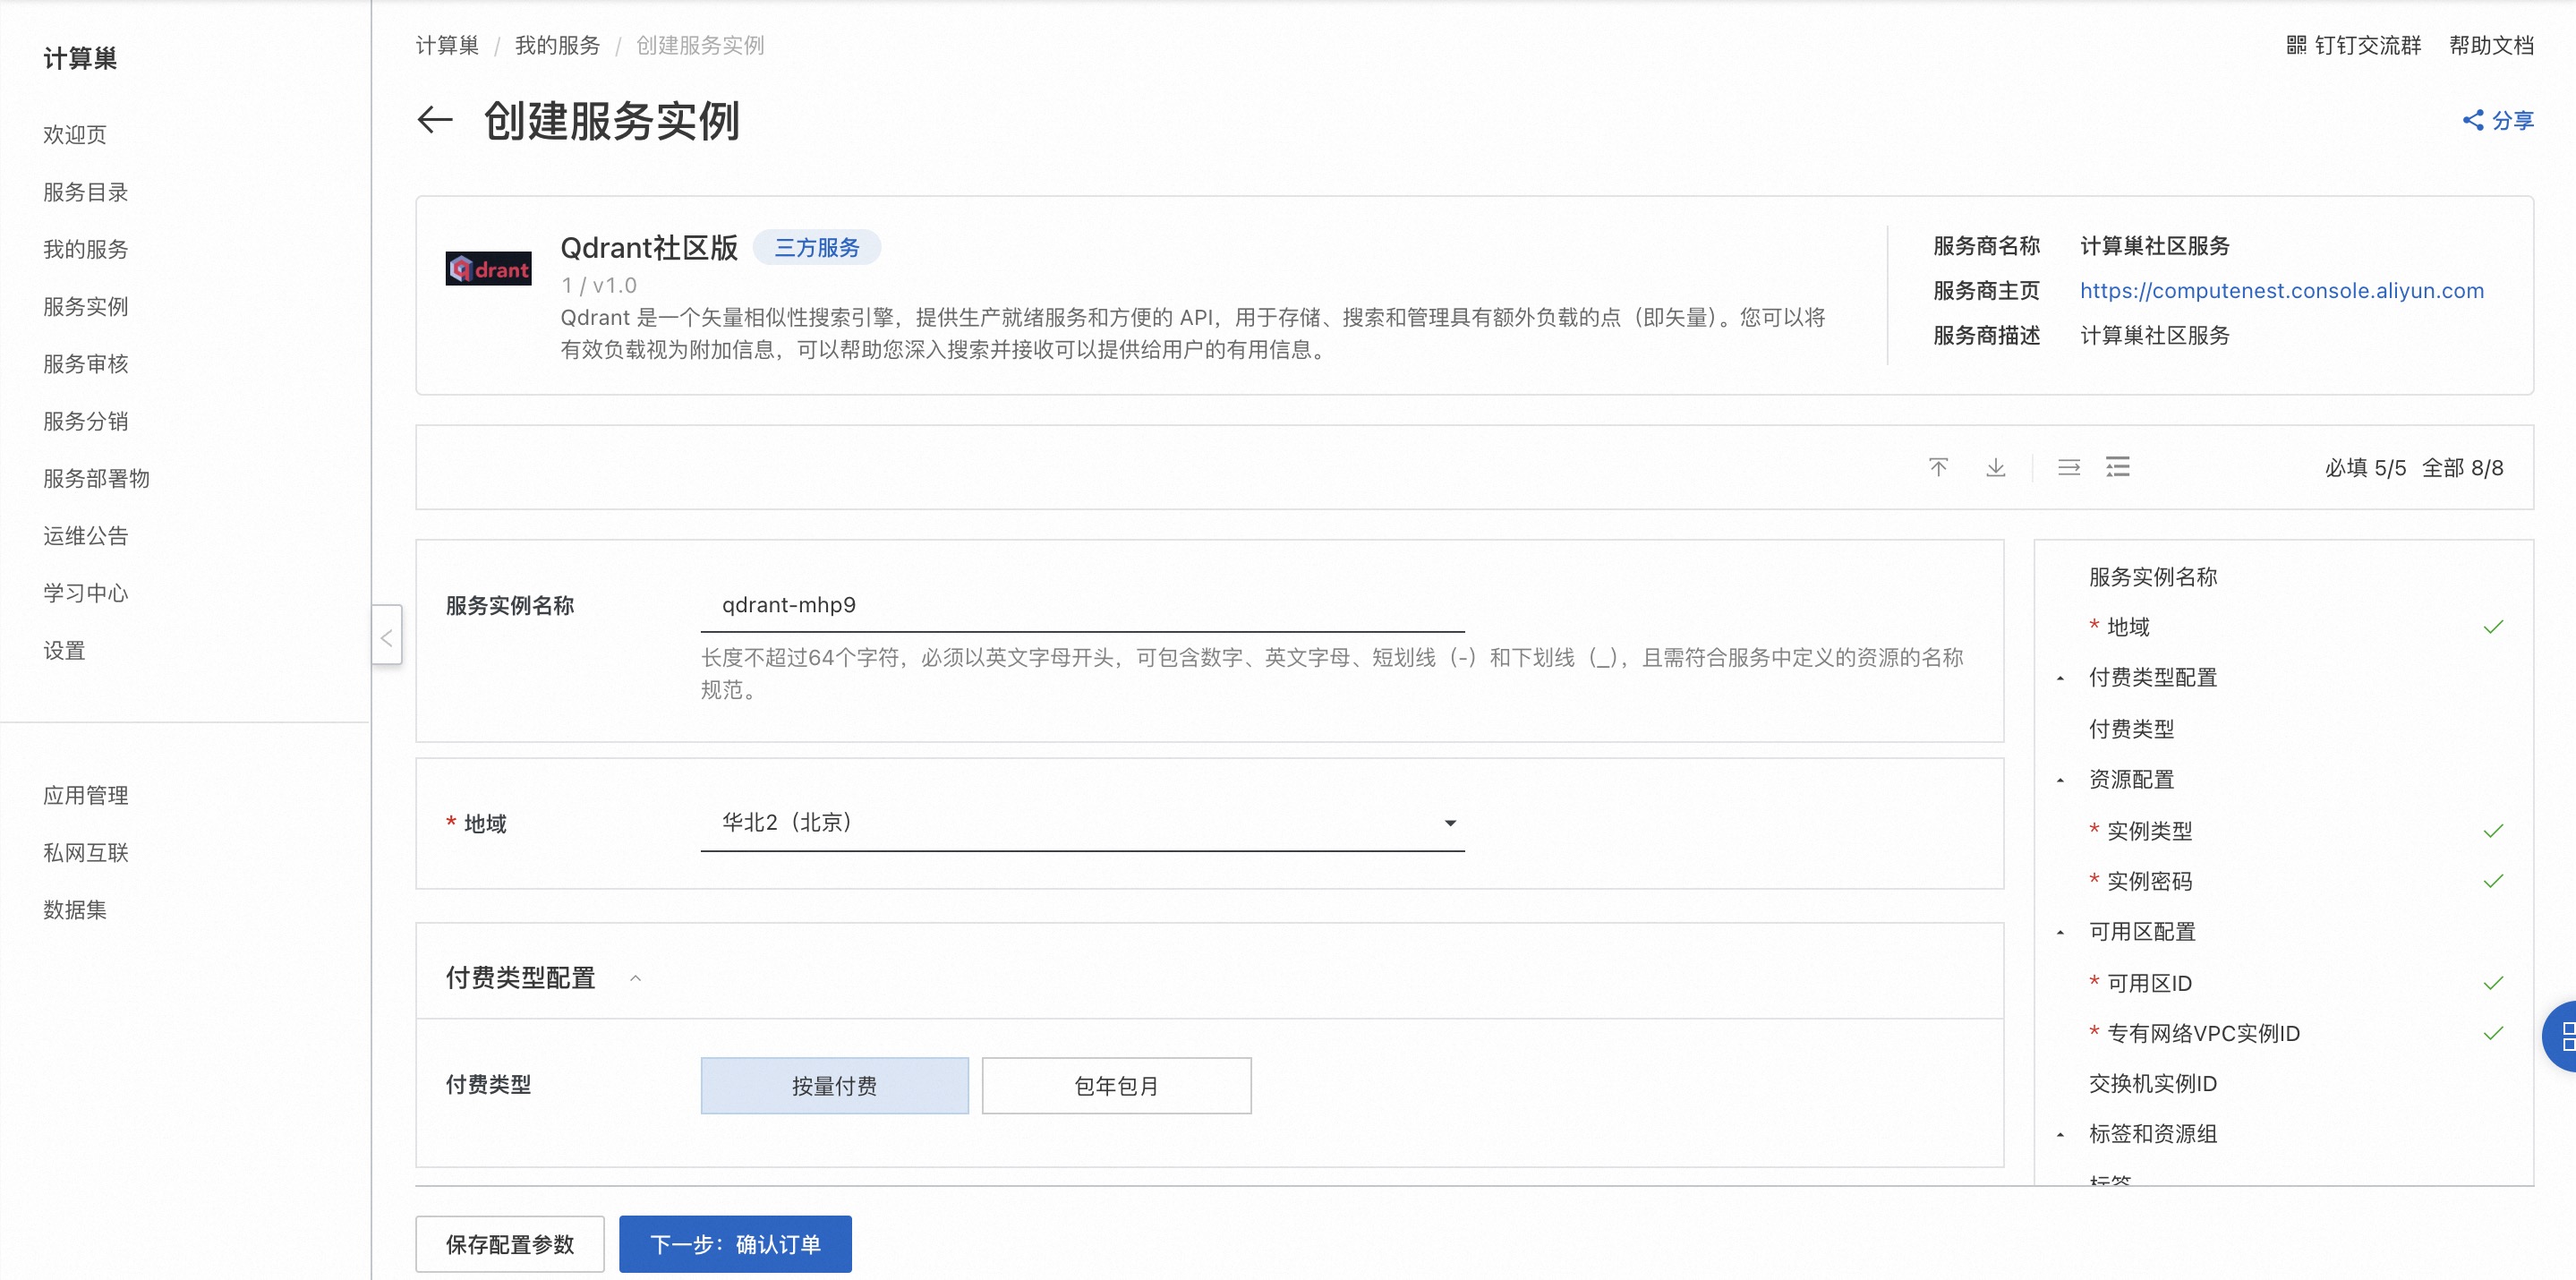 计算巢
欢迎页
服务目录
我的服务
服务实例
服务审核
服务分销
服务部署物
运维公告
学习中心
设置
应用管理
私网互联
数据集
计算巢 / 我的服务 / 创建服务实例
钉钉交流群 帮助文档
创建服务实例
分享
qdrant
Qdrant社区版 三方服务
1 / v1.0
Qdrant 是一个矢量相似性搜索引擎，提供生产就绪服务和方便的 API，用于存储、搜索和管理具有额外负载的点（即矢量）。您可以将
有效负载视为附加信息，可以帮助您深入搜索并接收可以提供给用户的有用信息。
服务商名称 计算巢社区服务
服务商主页 https://computenest.console.aliyun.com
服务商描述 计算巢社区服务
必填 5/5 全部 8/8
服务实例名称 qdrant-mhp9
长度不超过64个字符，必须以英文字母开头，可包含数字、英文字母、短划线（-）和下划线（_），且需符合服务中定义的资源的名称
规范。
* 地域 华北2（北京）
付费类型配置
付费类型 按量付费 包年包月
服务实例名称
* 地域
付费类型配置
付费类型
资源配置
* 实例类型
* 实例密码
可用区配置
* 可用区ID
* 专有网络VPC实例ID
交换机实例ID
标签和资源组
标签
保存配置参数 下一步：确认订单